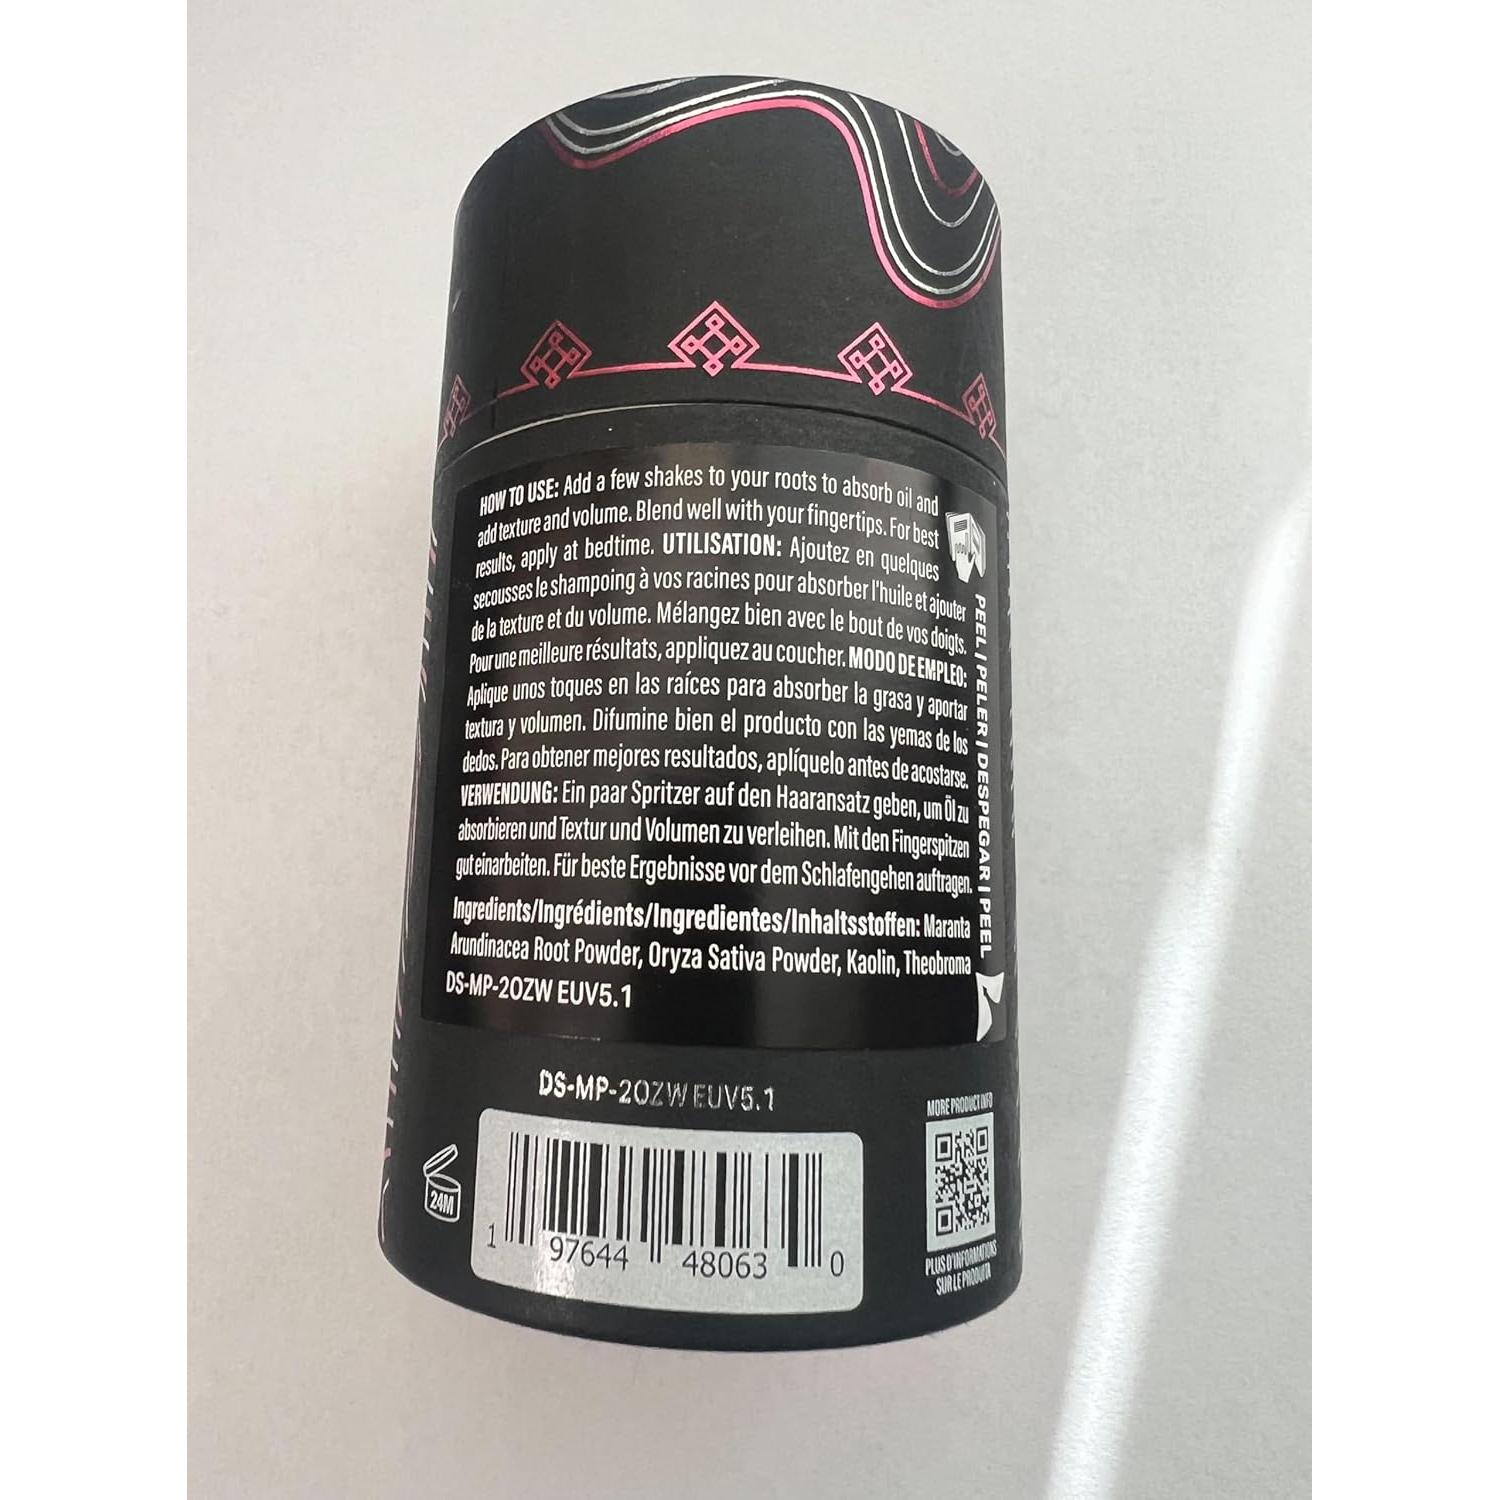 HOW TO USE: Add a few shakes to your roots to absorb oil and
add texture and volume. Blend well with your fingertips. For best
results, apply at bedtime. UTILISATION: Ajoutez en quelques
secousses le shampoing à vos racines pour absorber l'huile et ajouter
de la texture et du volume. Mélangez bien avec le bout de vos doigts.
Pour une meilleure résultats, appliquez au coucher. MODO DE EMPLEO:
Aplique unos toques en las raíces para absorber la grasa y aportar
textura y volumen. Difumine bien el producto con las yemas de los
dedos. Para obtener mejores resultados, aplíquelo antes de acostarse.
VERWENDUNG: Ein paar Spritzer auf den Haaransatz geben, um Öl zu
absorbieren und Textur und Volumen zu verleihen. Mit den Fingerspitzen
gut einarbeiten. Für beste Ergebnisse vor dem Schlafengehen auftragen.
Ingredients/Ingrédients/Ingredientes/Inhaltsstoffen: Maranta
Arundinacea Root Powder, Oryza Sativa Powder, Kaolin, Theobroma
DS-MP-2OZW EUV5.1
PEEL | PELER | DESPEGAR | PEEL
DS-MP-2OZW EUV5.1
24M
1 97644 48063 0
MORE PRODUCT INFO
PLUS D'INFORMATIONS
SUR LE PRODUITA